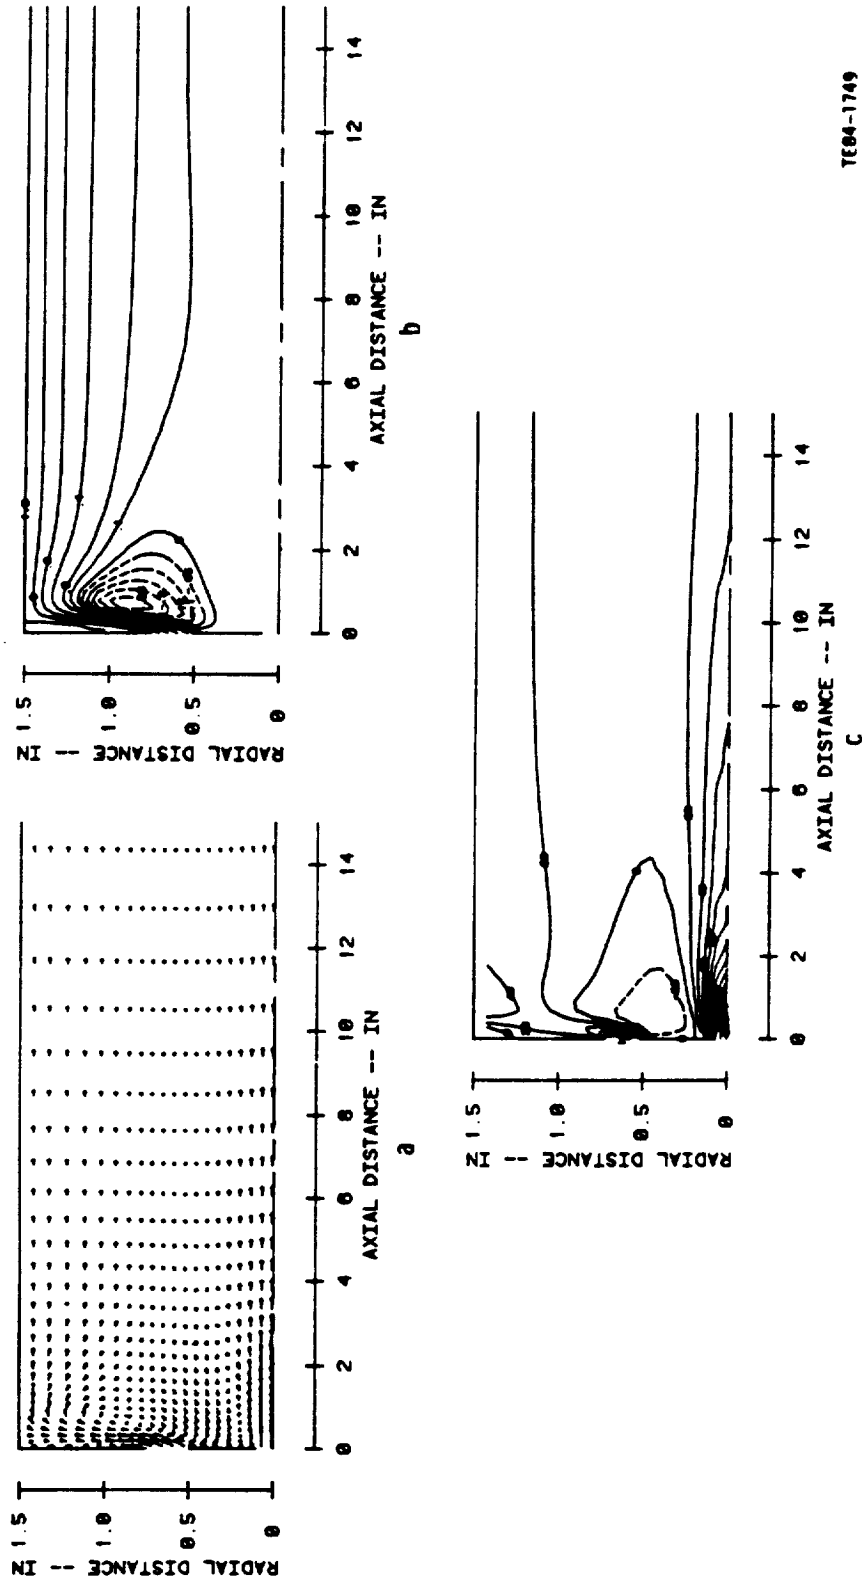 1.5
1.0
0.5
0
RADIAL DISTANCE -- IN
0 2 4 6 8 10 12 14
AXIAL DISTANCE -- IN
a
1.5
1.0
0.5
0
RADIAL DISTANCE -- IN
0 2 4 6 8 10 12 14
AXIAL DISTANCE -- IN
b
1.5
1.0
0.5
0
RADIAL DISTANCE -- IN
0 2 4 6 8 10 12 14
AXIAL DISTANCE -- IN
c
TE84-1749